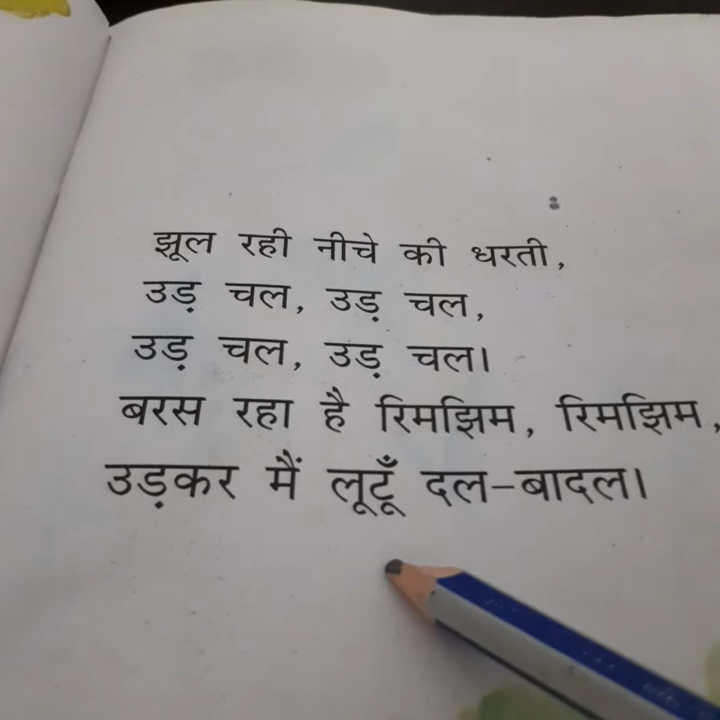 झूल रही नीचे की धरती,
उड़ चल, उड़ चल,
उड़ चल, उड़ चल।
बरस रहा है रिमझिम, रिमझिम,
उड़कर मैं लूटूँ दल-बादल।